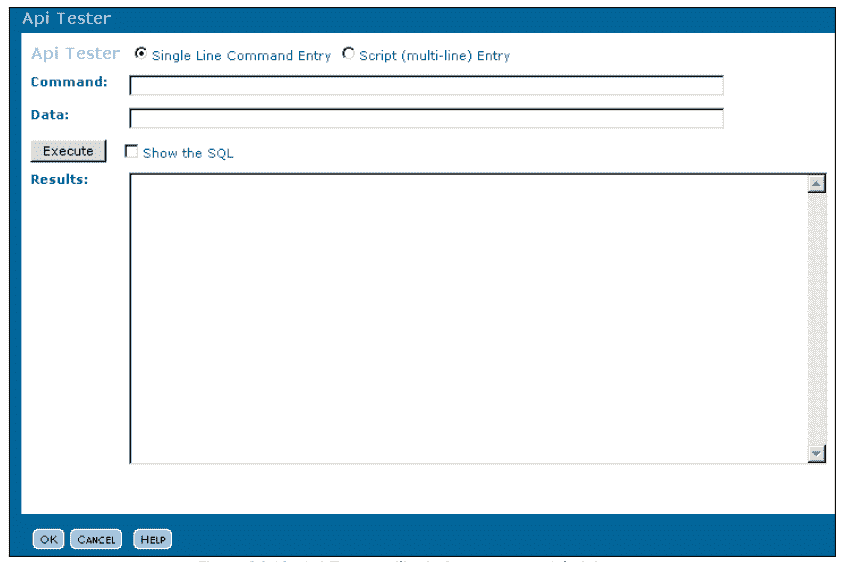 Api Tester
Api Tester Single Line Command Entry Script (multi-line) Entry
Command:
Data:
Execute Show the SQL
Results:
OK CANCEL HELP